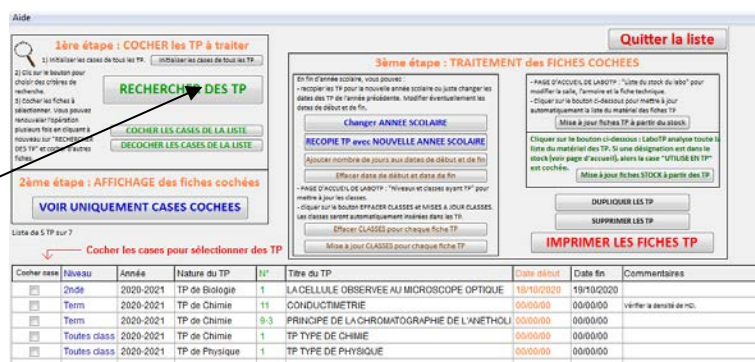 Aide
Quitter la liste
1ère étape : COCHER les TP à traiter
1) Initialiser les cases de tous les TP.
Initialiser les cases de tous les TP
2) Clic sur le bouton pour
choisir des critères de
recherche.
3) Cocher les fiches à
sélectionner. Vous pouvez
renouveler l'opération
plusieurs fois en cliquant à
nouveau sur "RECHERCHER
DES TP" et cocher d'autres
fiches.
RECHERCHER DES TP
COCHER LES CASES DE LA LISTE
DECOCHER LES CASES DE LA LISTE
2ème étape : AFFICHAGE des fiches cochées
VOIR UNIQUEMENT CASES COCHEES
Liste de 5 TP sur 7
Cocher les cases pour sélectionner des TP
3ème étape : TRAITEMENT des FICHES COCHEES
En fin d'année scolaire, vous pouvez :
- recopier les TP pour la nouvelle année scolaire ou juste changer les
dates des TP de l'année précédente. Modifier éventuellement les
dates de début et de fin.
Changer ANNEE SCOLAIRE
RECOPIE TP avec NOUVELLE ANNEE SCOLAIRE
Ajouter nombre de jours aux dates de début et de fin
Effacer date de début et date de fin
- PAGE D'ACCUEIL DE LABOTP : "Niveaux et classes ayant TP" pour
mettre à jour les classes.
- cliquer sur le bouton EFFACER CLASSES et MISES A JOUR CLASSES.
Les classes seront automatiquement insérées dans les TP.
Effacer CLASSES pour chaque fiche TP
Mise à jour CLASSES pour chaque fiche TP
- PAGE D'ACCUEIL DE LABOTP : "Liste du stock du labo" pour
modifier la salle, l'armoire et la fiche technique.
- Cliquer sur le bouton ci-dessous pour mettre à jour
automatiquement la liste du matériel des fiches TP
Mise à jour fiches TP à partir du stock
Cliquer sur le bouton ci-dessous : LaboTP analyse toute la
liste du matériel des TP. Si une désignation est dans le
stock (voir page d'accueil), alors la case "UTILISE EN TP"
est cochée.
Mise à jour fiches STOCK à partir des TP
DUPLIQUER LES TP
SUPPRIMER LES TP
IMPRIMER LES FICHES TP
Cocher case Niveau Année Nature du TP N° Titre du TP Date début Date fin Commentaires
2nde 2020-2021 TP de Biologie 1 LA CELLULE OBSERVEE AU MICROSCOPE OPTIQUE 18/10/2020 19/10/2020
Term 2020-2021 TP de Chimie 11 CONDUCTIMETRIE 00/00/00 00/00/00 Vérifier la densité de HCl.
Term 2020-2021 TP de Chimie 9-3 PRINCIPE DE LA CHROMATOGRAPHIE DE L'ANETHOLI 00/00/00 00/00/00
Toutes class 2020-2021 TP de Chimie 1 TP TYPE DE CHIMIE 00/00/00 00/00/00
Toutes class 2020-2021 TP de Physique 1 TP TYPE DE PHYSIQUE 00/00/00 00/00/00